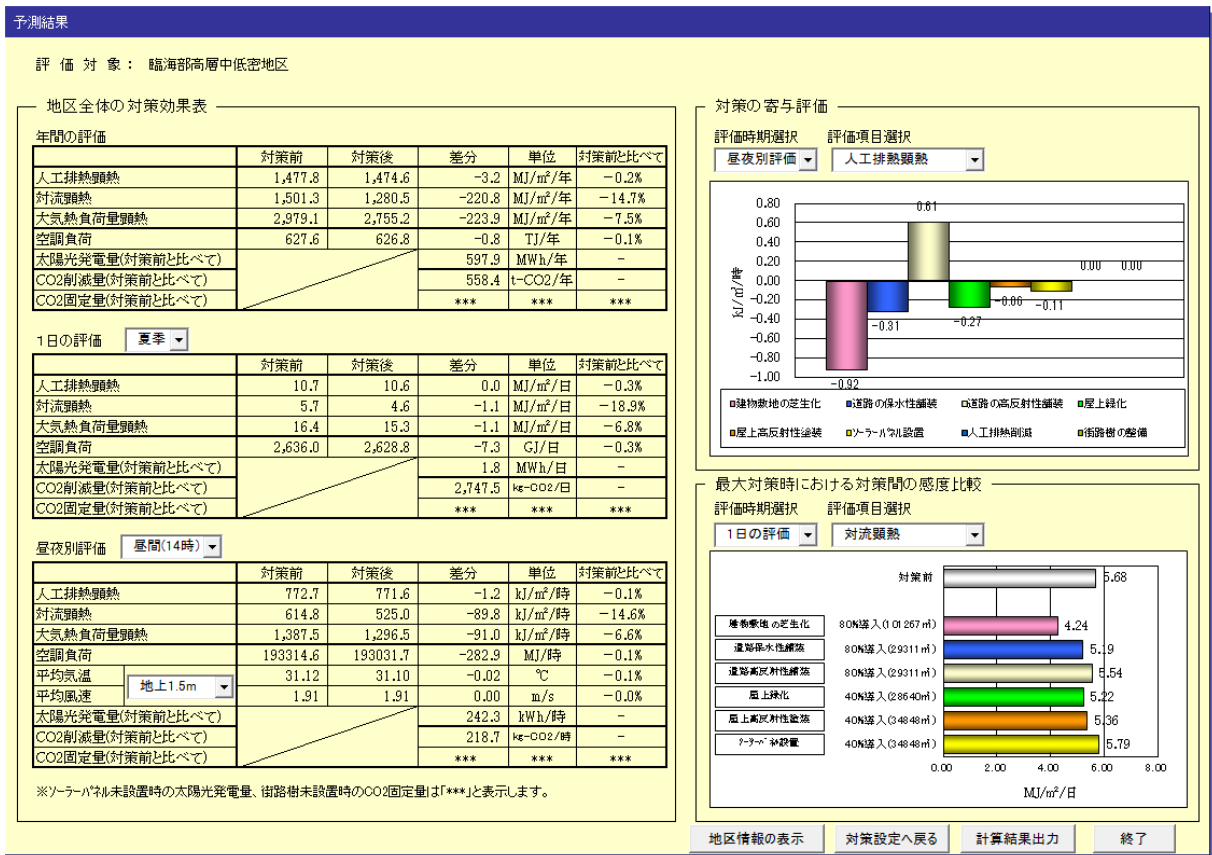 予測結果
評 価 対 象： 臨海部高層中低密地区
地区全体の対策効果表
年間の評価
対策前 対策後 差分 単位 対策前と比べて
人工排熱顕熱 1,477.8 1,474.6 −3.2 MJ/㎡/年 −0.2%
対流顕熱 1,501.3 1,280.5 −220.8 MJ/㎡/年 −14.7%
大気熱負荷量顕熱 2,979.1 2,755.2 −223.9 MJ/㎡/年 −7.5%
空調負荷 627.6 626.8 −0.8 TJ/年 −0.1%
太陽光発電量(対策前と比べて) 597.9 MWh/年 −
CO2削減量(対策前と比べて) 558.4 t-CO2/年 −
CO2固定量(対策前と比べて) *** *** ***
1日の評価 夏季
対策前 対策後 差分 単位 対策前と比べて
人工排熱顕熱 10.7 10.6 0.0 MJ/㎡/日 −0.3%
対流顕熱 5.7 4.6 −1.1 MJ/㎡/日 −18.9%
大気熱負荷量顕熱 16.4 15.3 −1.1 MJ/㎡/日 −6.8%
空調負荷 2,636.0 2,628.8 −7.3 GJ/日 −0.3%
太陽光発電量(対策前と比べて) 1.8 MWh/日 −
CO2削減量(対策前と比べて) 2,747.5 kg-CO2/日 −
CO2固定量(対策前と比べて) *** *** ***
昼夜別評価 昼間(14時)
対策前 対策後 差分 単位 対策前と比べて
人工排熱顕熱 772.7 771.6 −1.2 kJ/㎡/時 −0.1%
対流顕熱 614.8 525.0 −89.8 kJ/㎡/時 −14.6%
大気熱負荷量顕熱 1,387.5 1,296.5 −91.0 kJ/㎡/時 −6.6%
空調負荷 193314.6 193031.7 −282.9 MJ/時 −0.1%
平均気温 地上1.5m 31.12 31.10 −0.02 ℃ −0.1%
平均風速 1.91 1.91 0.00 m/s −0.0%
太陽光発電量(対策前と比べて) 242.3 kWh/時 −
CO2削減量(対策前と比べて) 218.7 kg-CO2/時 −
CO2固定量(対策前と比べて) *** *** ***
※ソーラーパネル未設置時の太陽光発電量、街路樹未設置時のCO2固定量は「***」と表示します。
対策の寄与評価
評価時期選択 評価項目選択
昼夜別評価 人工排熱顕熱
kJ/㎡/時
0.80
0.60
0.40
0.20
0.00
−0.20
−0.40
−0.60
−0.80
−1.00
−0.92 −0.31 0.61 −0.27 −0.06 −0.11 0.00 0.00
建物敷地の芝生化 道路の保水性舗装 道路の高反射性舗装 屋上緑化
屋上高反射性塗装 ソーラーパネル設置 人工排熱削減 街路樹の整備
最大対策時における対策間の感度比較
評価時期選択 評価項目選択
1日の評価 対流顕熱
対策前 5.68
建物敷地の芝生化 80%導入(101267㎡) 4.24
道路保水性舗装 80%導入(29311㎡) 5.19
道路高反射性舗装 80%導入(29311㎡) 5.54
屋上緑化 40%導入(28640㎡) 5.22
屋上高反射性塗装 40%導入(34848㎡) 5.36
ソーラーパネル設置 40%導入(34848㎡) 5.79
0.00 2.00 4.00 6.00 8.00
MJ/㎡/日
地区情報の表示 対策設定へ戻る 計算結果出力 終了